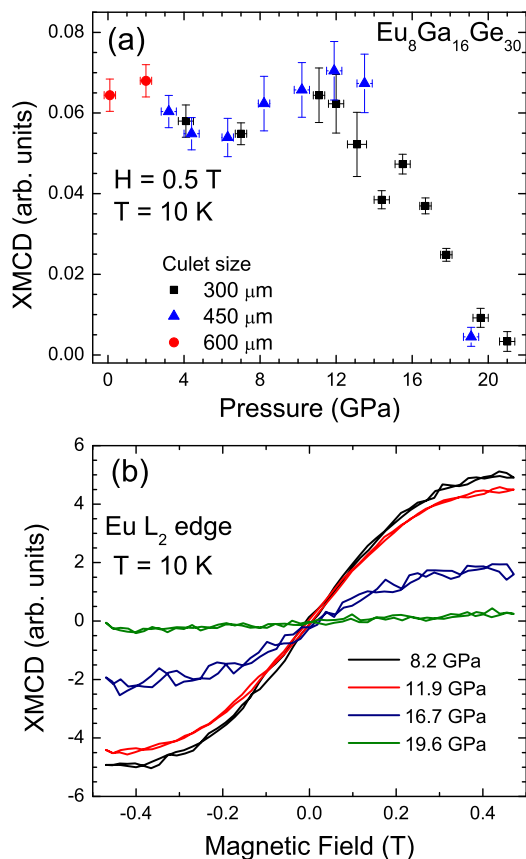 (a)
Eu8Ga16Ge30
XMCD (arb. units)
0.08
0.06
0.04
0.02
0.00
H = 0.5 T
T = 10 K
Culet size
300 μm
450 μm
600 μm
0 4 8 12 16 20
Pressure (GPa)
(b)
Eu L2 edge
T = 10 K
XMCD (arb. units)
6
4
2
0
-2
-4
-6
8.2 GPa
11.9 GPa
16.7 GPa
19.6 GPa
-0.4 -0.2 0.0 0.2 0.4
Magnetic Field (T)